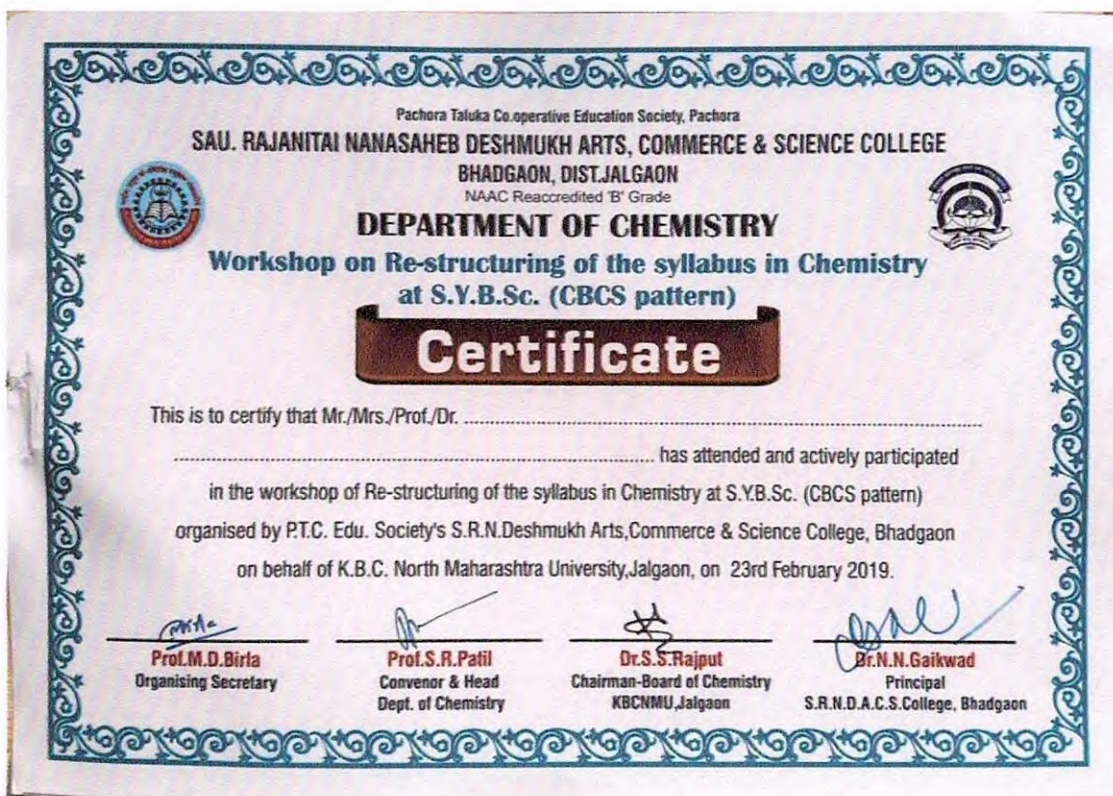 Pachora Taluka Co.operative Education Society, Pachora
SAU. RAJANITAI NANASAHEB DESHMUKH ARTS, COMMERCE & SCIENCE COLLEGE
BHADGAON, DIST.JALGAON
NAAC Reaccredited 'B' Grade
DEPARTMENT OF CHEMISTRY
Workshop on Re-structuring of the syllabus in Chemistry
at S.Y.B.Sc. (CBCS pattern)
Certificate
This is to certify that Mr./Mrs./Prof./Dr. ........................................................................
........................................................................ has attended and actively participated
in the workshop of Re-structuring of the syllabus in Chemistry at S.Y.B.Sc. (CBCS pattern)
organised by P.T.C. Edu. Society's S.R.N.Deshmukh Arts,Commerce & Science College, Bhadgaon
on behalf of K.B.C. North Maharashtra University,Jalgaon, on 23rd February 2019.
Prof.M.D.Birla
Organising Secretary
Prof.S.R.Patil
Convenor & Head
Dept. of Chemistry
Dr.S.S.Rajput
Chairman-Board of Chemistry
KBCNMU,Jalgaon
Dr.N.N.Gaikwad
Principal
S.R.N.D.A.C.S.College, Bhadgaon